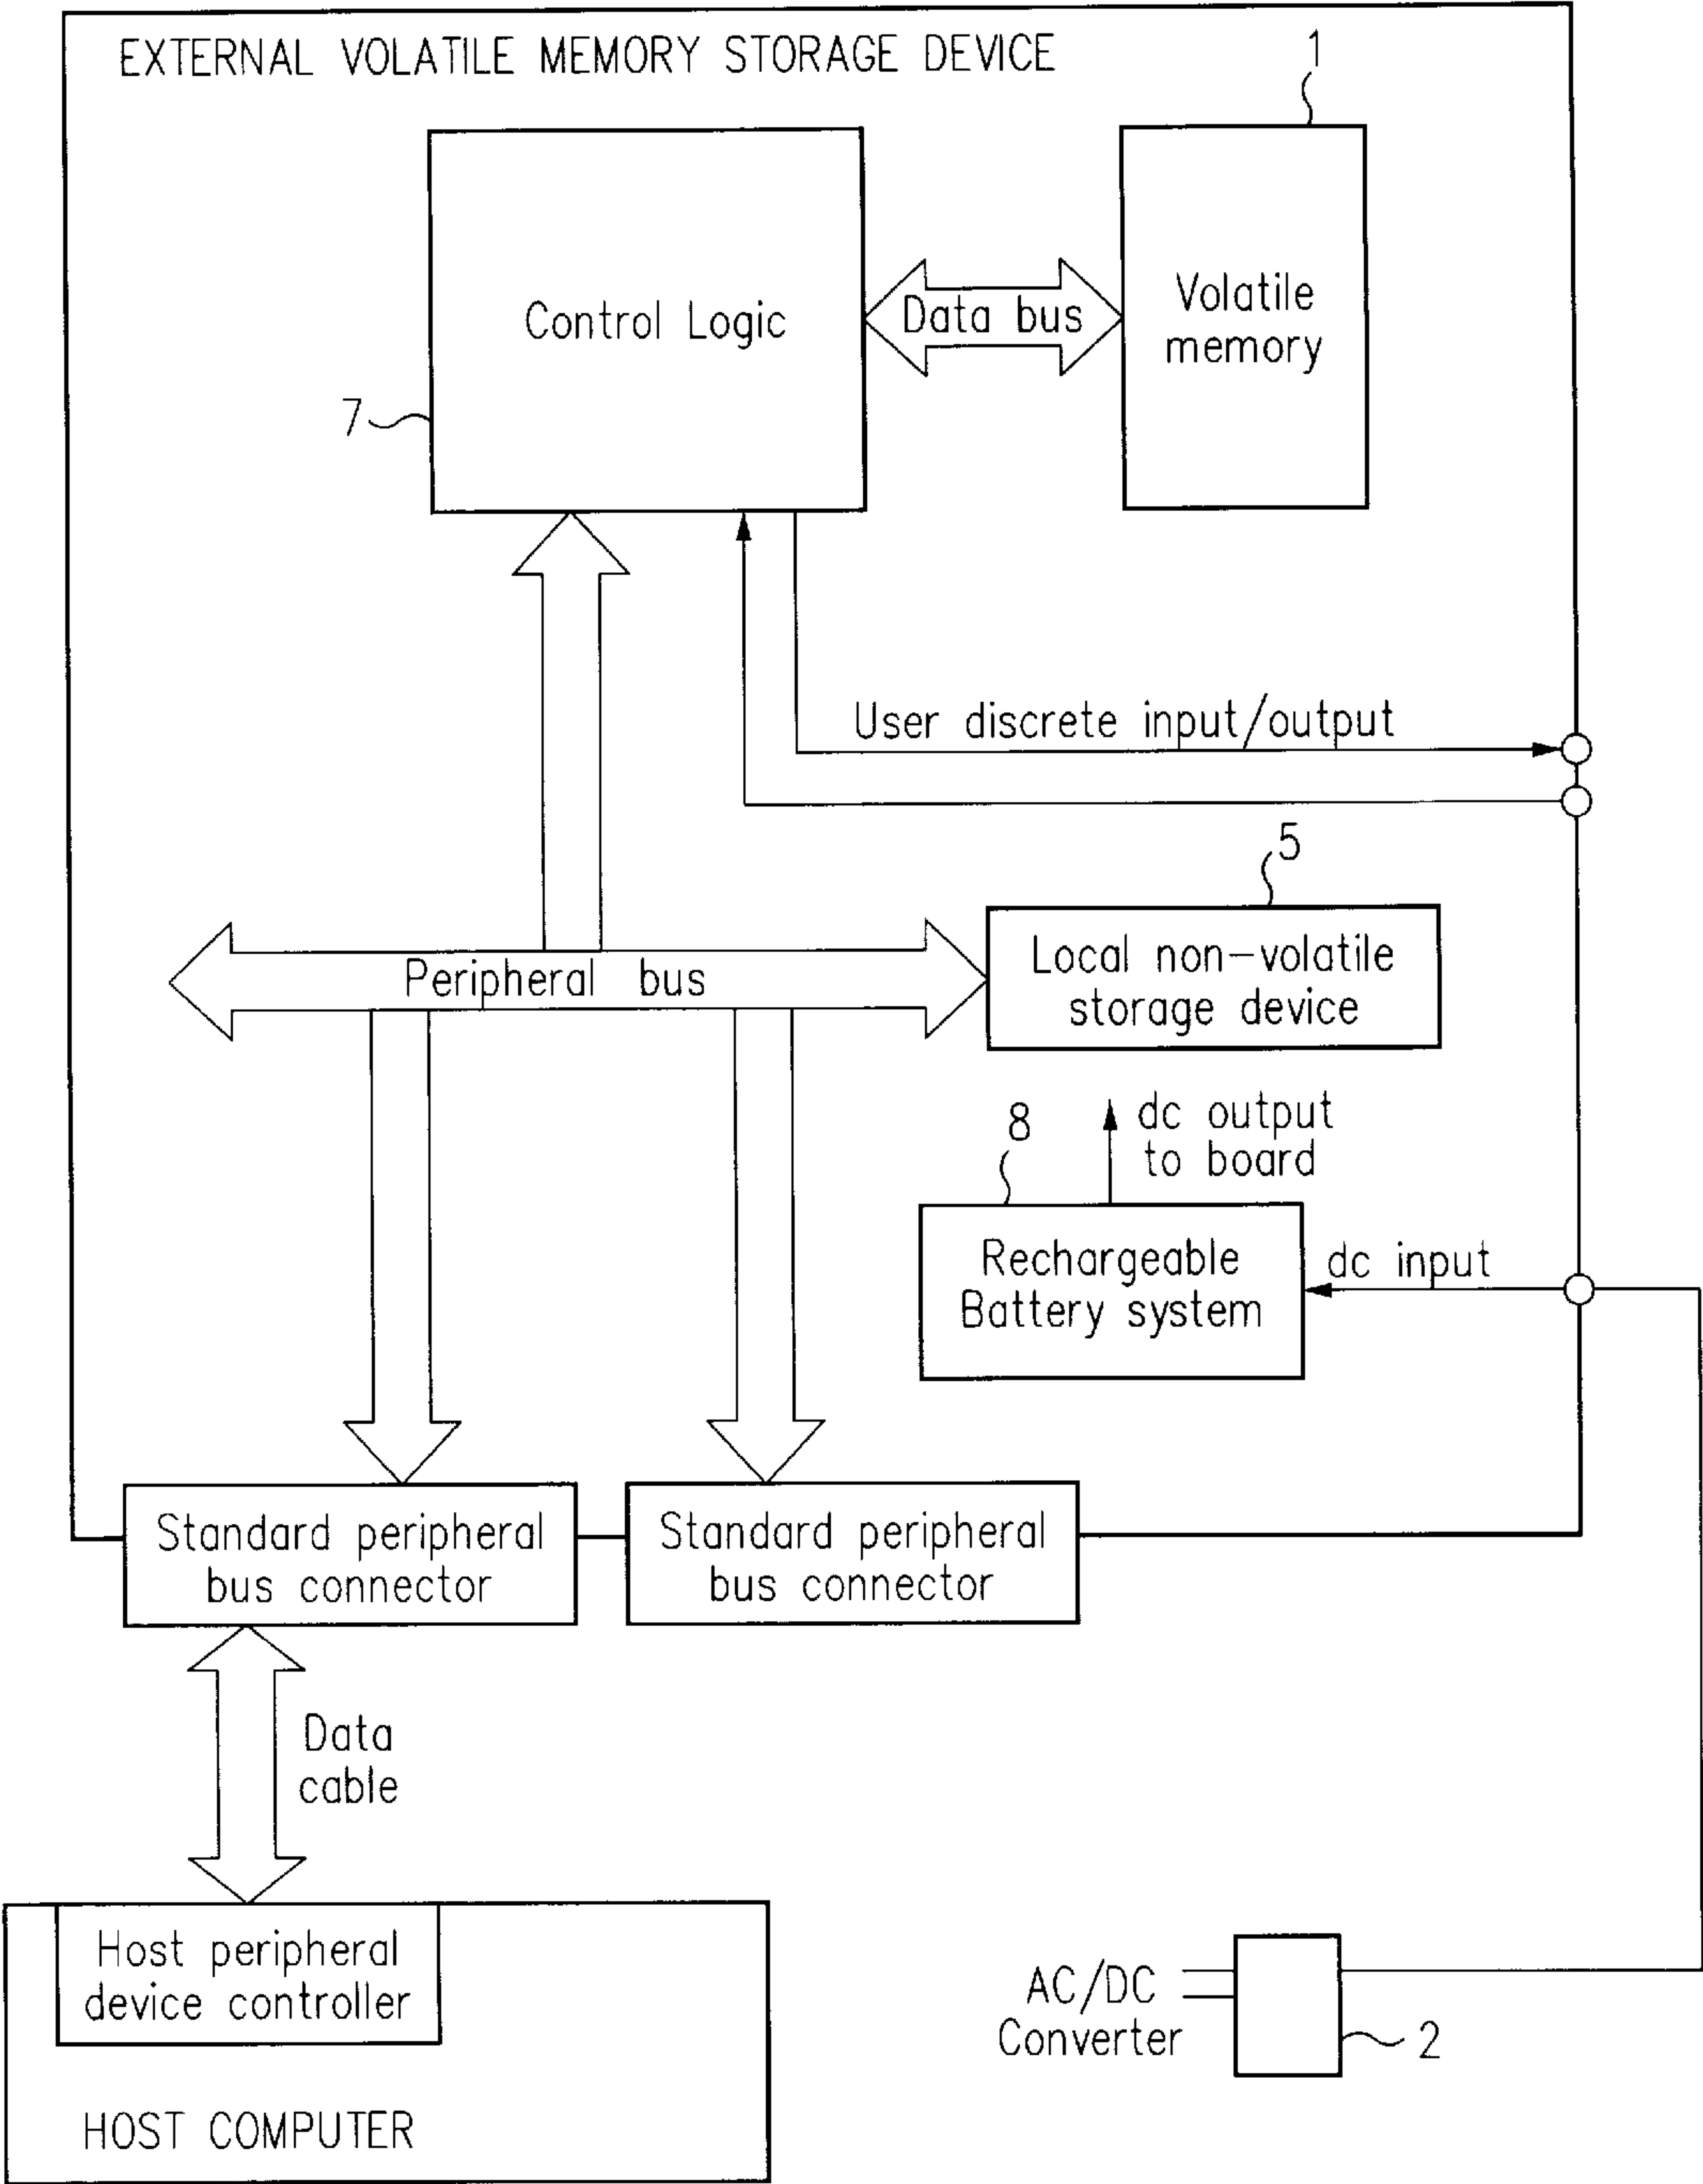 EXTERNAL VOLATILE MEMORY STORAGE DEVICE
1
Control Logic
Data bus
Volatile
memory
7
User discrete input/output
5
Peripheral bus
Local non-volatile
storage device
8
dc output
to board
Rechargeable
Battery system
dc input
Standard peripheral
bus connector
Standard peripheral
bus connector
Data
cable
Host peripheral
device controller
HOST COMPUTER
AC/DC
Converter
2